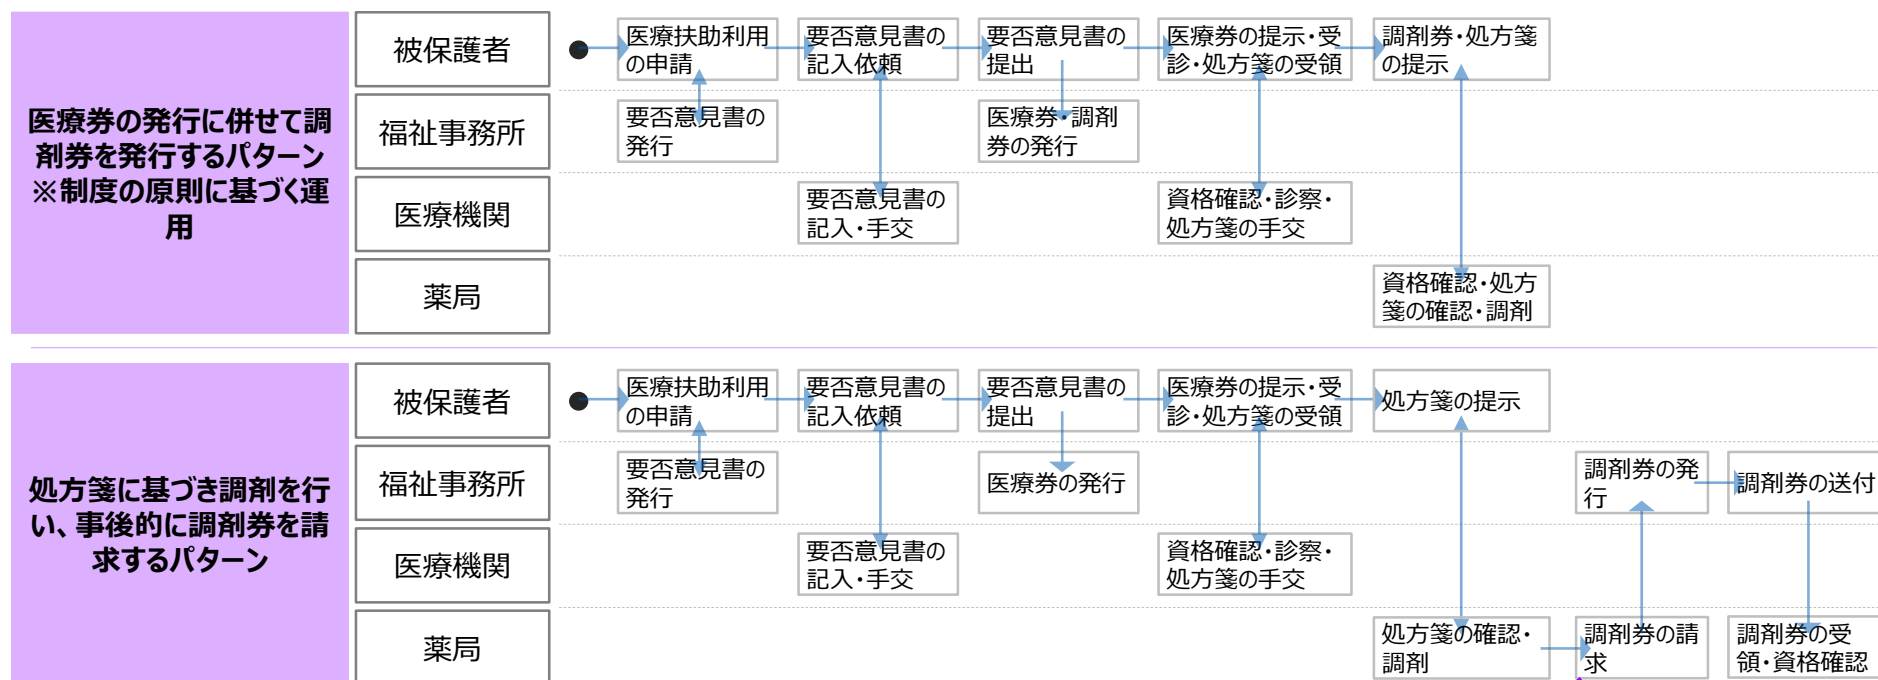 医療券の発行に併せて調
剤券を発行するパターン
※制度の原則に基づく運
用
被保護者
医療扶助利用
の申請
要否意見書の
記入依頼
要否意見書の
提出
医療券の提示・受
診・処方箋の受領
調剤券・処方箋
の提示
福祉事務所
要否意見書の
発行
医療券・調剤
券の発行
医療機関
要否意見書の
記入・手交
資格確認・診察・
処方箋の手交
薬局
資格確認・処方
箋の確認・調剤
処方箋に基づき調剤を行
い、事後的に調剤券を請
求するパターン
被保護者
医療扶助利用
の申請
要否意見書の
記入依頼
要否意見書の
提出
医療券の提示・受
診・処方箋の受領
処方箋の提示
福祉事務所
要否意見書の
発行
医療券の発行
調剤券の発
行
調剤券の送付
医療機関
要否意見書の
記入・手交
資格確認・診察・
処方箋の手交
薬局
処方箋の確認・
調剤
調剤券の請
求
調剤券の受
領・資格確認